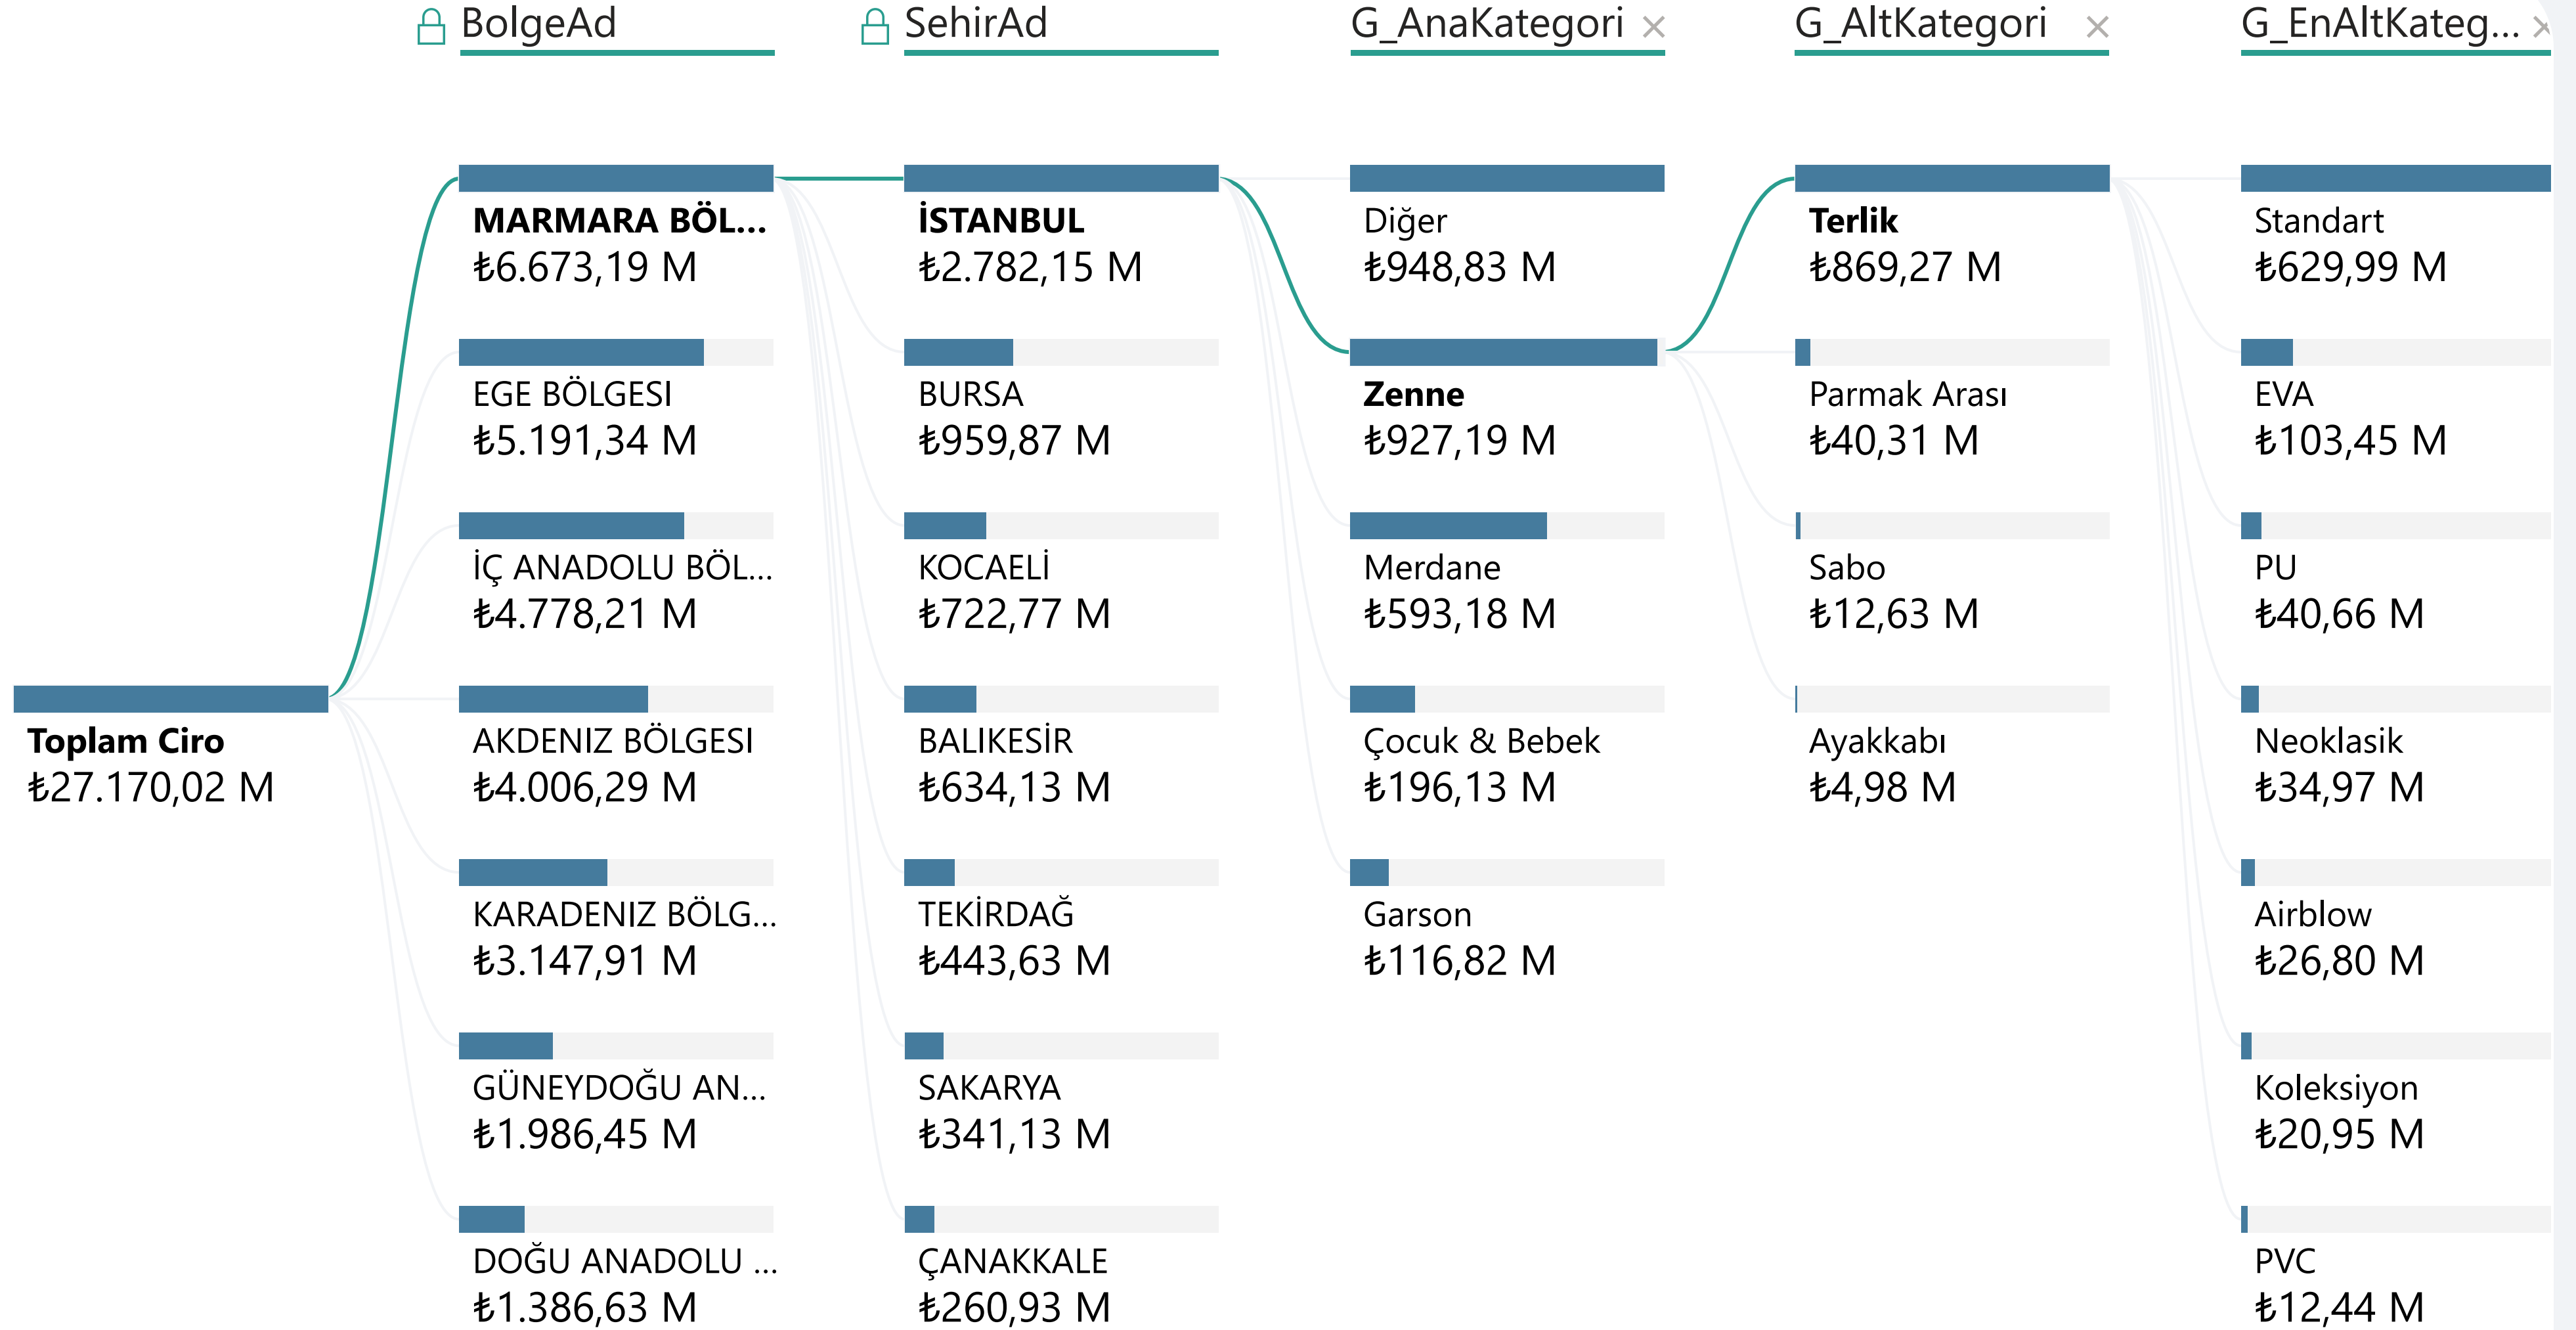 BolgeAd
SehirAd
G_AnaKategori
G_AltKategori
G_EnAltKateg...
Toplam Ciro
₺27.170,02 M
MARMARA BÖL...
₺6.673,19 M
EGE BÖLGESI
₺5.191,34 M
İÇ ANADOLU BÖL...
₺4.778,21 M
AKDENIZ BÖLGESI
₺4.006,29 M
KARADENIZ BÖLG...
₺3.147,91 M
GÜNEYDOĞU AN...
₺1.986,45 M
DOĞU ANADOLU ...
₺1.386,63 M
İSTANBUL
₺2.782,15 M
BURSA
₺959,87 M
KOCAELİ
₺722,77 M
BALIKESİR
₺634,13 M
TEKİRDAĞ
₺443,63 M
SAKARYA
₺341,13 M
ÇANAKKALE
₺260,93 M
Diğer
₺948,83 M
Zenne
₺927,19 M
Merdane
₺593,18 M
Çocuk & Bebek
₺196,13 M
Garson
₺116,82 M
Terlik
₺869,27 M
Parmak Arası
₺40,31 M
Sabo
₺12,63 M
Ayakkabı
₺4,98 M
Standart
₺629,99 M
EVA
₺103,45 M
PU
₺40,66 M
Neoklasik
₺34,97 M
Airblow
₺26,80 M
Koleksiyon
₺20,95 M
PVC
₺12,44 M